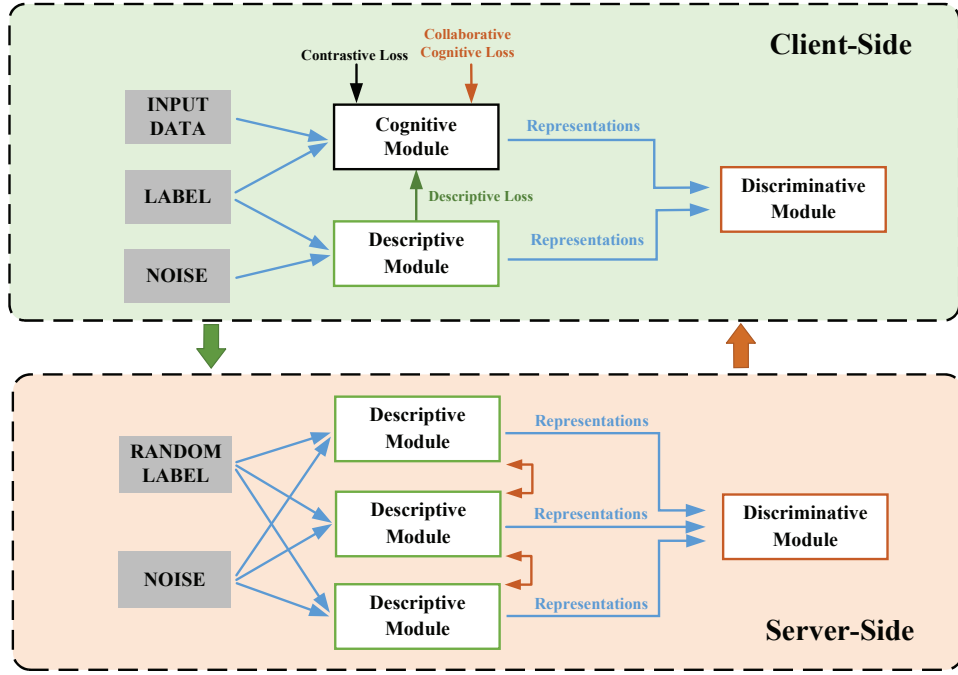 Client-Side
Contrastive Loss
Collaborative
Cognitive Loss
INPUT
DATA
Cognitive
Module
Representations
LABEL
Descriptive Loss
Discriminative
Module
NOISE
Descriptive
Module
Representations
RANDOM
LABEL
NOISE
Descriptive
Module
Representations
Descriptive
Module
Representations
Descriptive
Module
Representations
Discriminative
Module
Server-Side